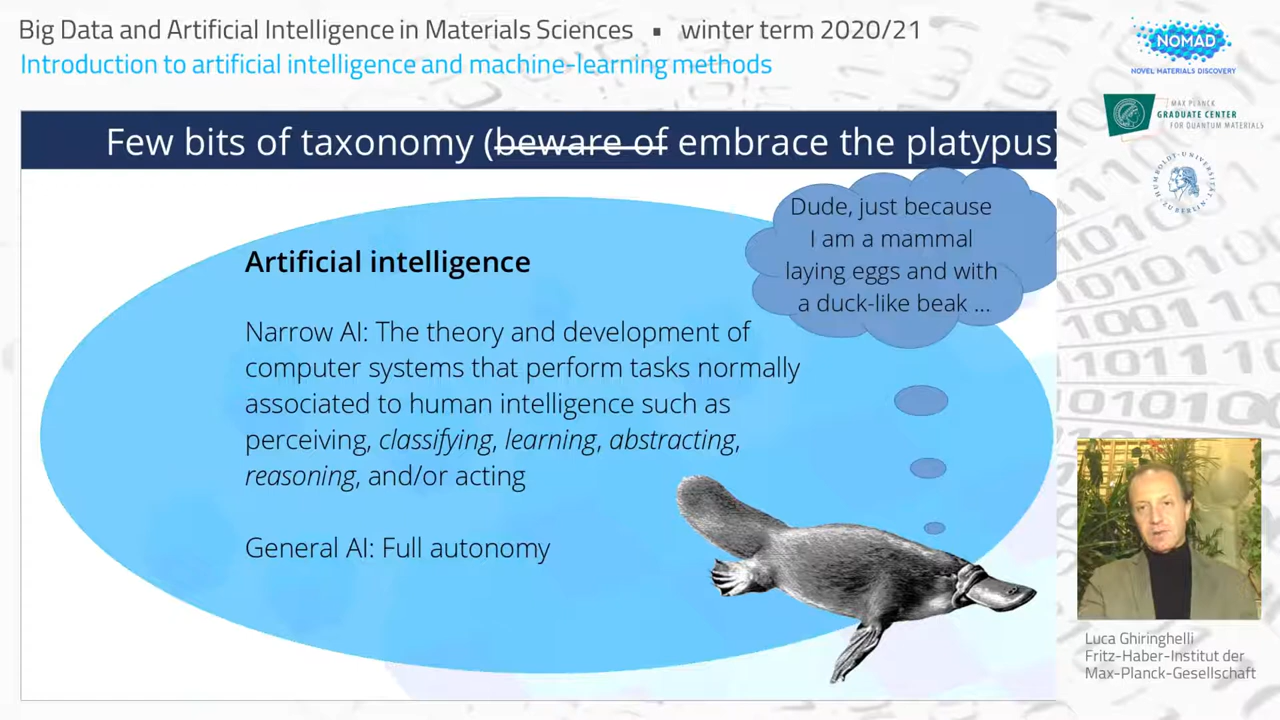 Big Data and Artificial Intelligence in Materials Sciences ▪ winter term 2020/21
Introduction to artificial intelligence and machine-learning methods
NOMAD
NOVEL MATERIALS DISCOVERY
MAX PLANCK
GRADUATE CENTER
FOR QUANTUM MATERIALS
HUMBOLDT-UNIVERSITÄT
ZU BERLIN
Few bits of taxonomy (beware of embrace the platypus)
Dude, just because
I am a mammal
laying eggs and with
a duck-like beak ...
Artificial intelligence
Narrow AI: The theory and development of
computer systems that perform tasks normally
associated to human intelligence such as
perceiving, classifying, learning, abstracting,
reasoning, and/or acting
General AI: Full autonomy
Luca Ghiringhelli
Fritz-Haber-Institut der
Max-Planck-Gesellschaft